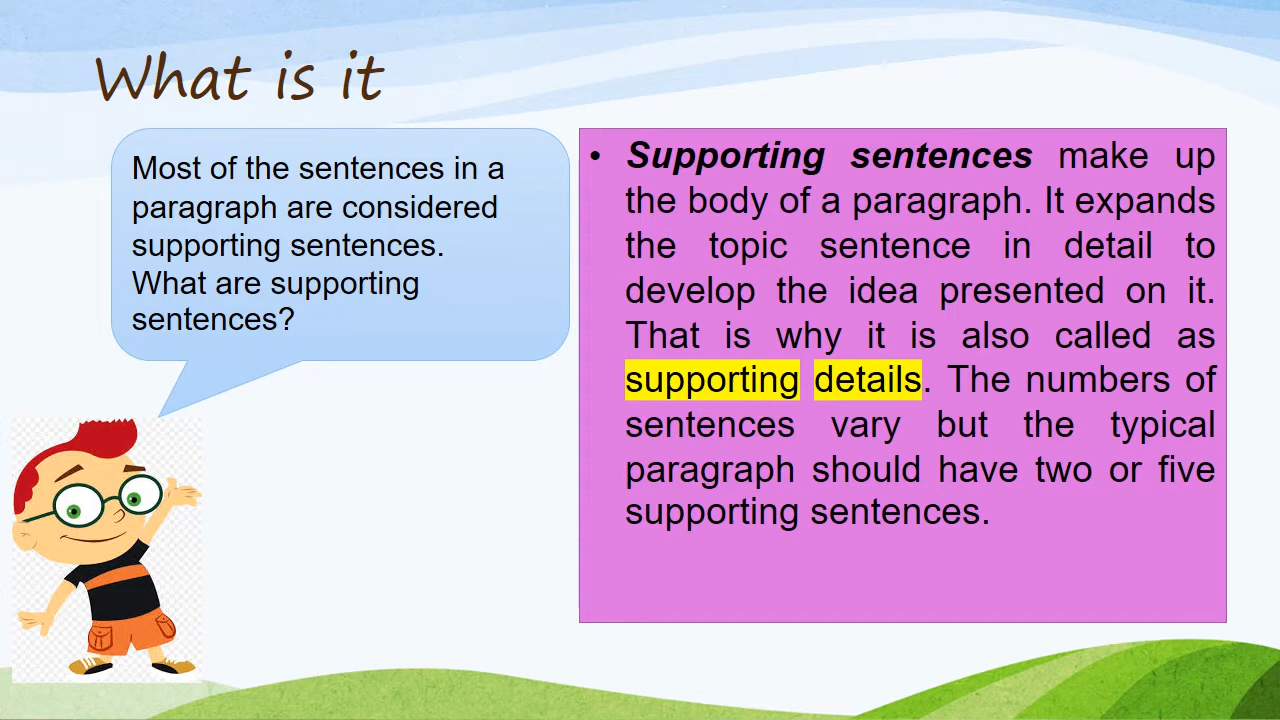 What is it
Most of the sentences in a
paragraph are considered
supporting sentences.
What are supporting
sentences?
• Supporting sentences make up
the body of a paragraph. It expands
the topic sentence in detail to
develop the idea presented on it.
That is why it is also called as
supporting details. The numbers of
sentences vary but the typical
paragraph should have two or five
supporting sentences.